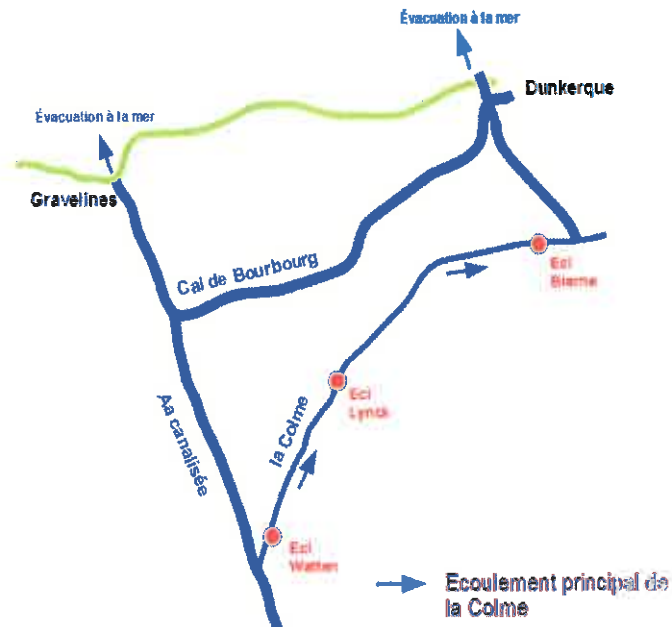 Évacuation à la mer
Dunkerque
Évacuation à la mer
Gravelines
Cal de Bourbourg
Ecl
Bierne
Ecl
Lynck
la Colme
Aa canalisée
Ecl
Watten
Ecoulement principal de
la Colme